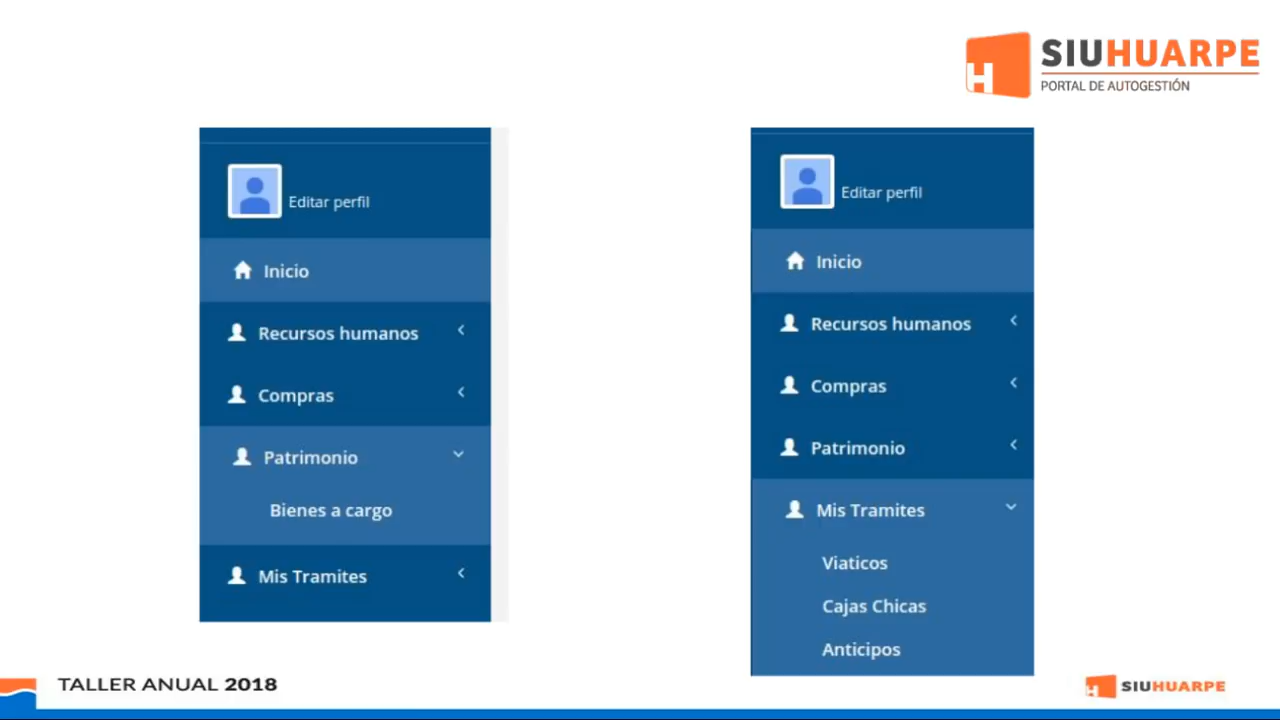 SIUHUARPE
PORTAL DE AUTOGESTIÓN
Editar perfil
Inicio
Recursos humanos
Compras
Patrimonio
Bienes a cargo
Mis Tramites
Editar perfil
Inicio
Recursos humanos
Compras
Patrimonio
Mis Tramites
Viaticos
Cajas Chicas
Anticipos
TALLER ANUAL 2018
SIUHUARPE